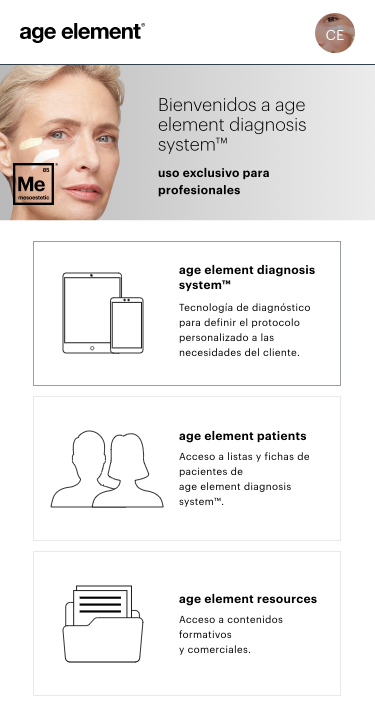 age element®
CE
Bienvenidos a age
element diagnosis
system™
uso exclusivo para
profesionales
85
Me®
mesoestetic
age element diagnosis
system™
Tecnología de diagnóstico
para definir el protocolo
personalizado a las
necesidades del cliente.
age element patients
Acceso a listas y fichas de
pacientes de
age element diagnosis
system™.
age element resources
Acceso a contenidos
formativos
y comerciales.